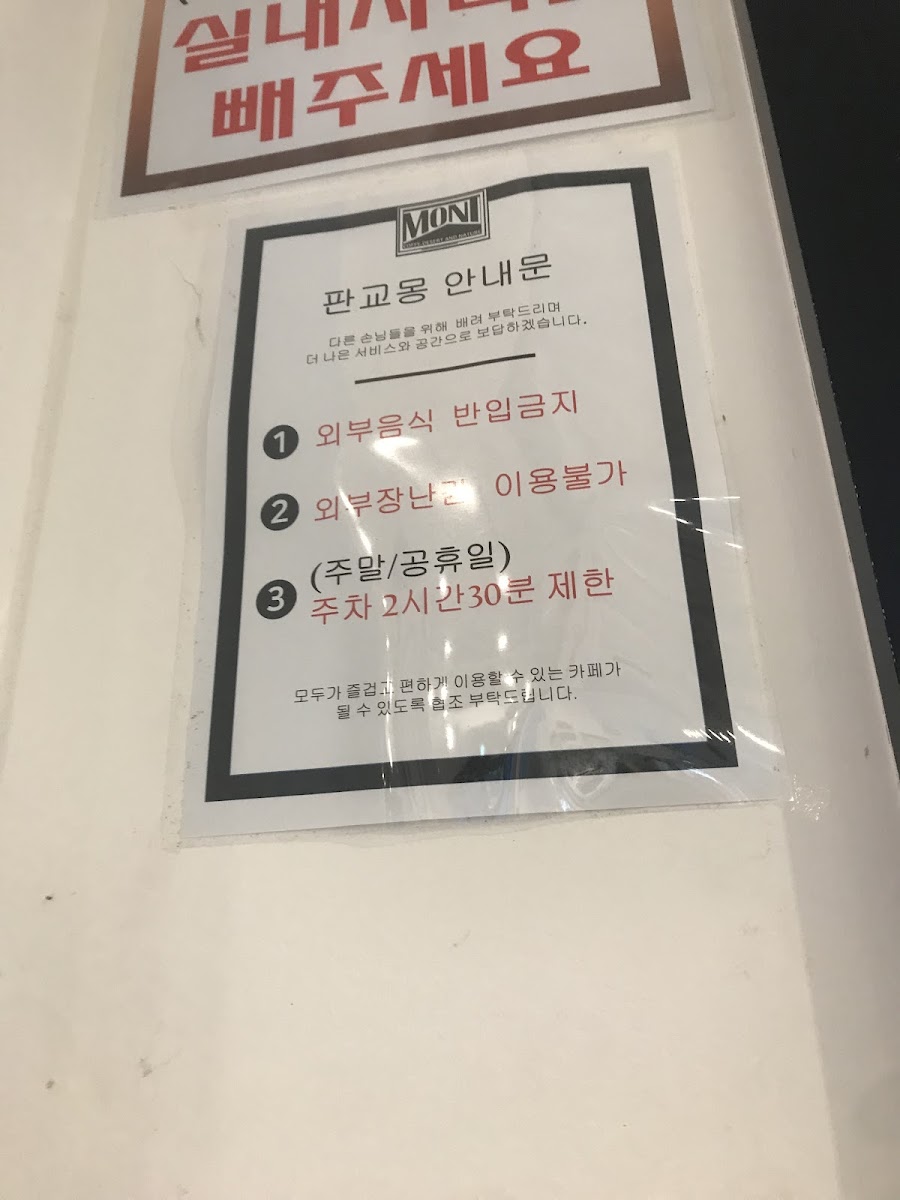 빼주세요
MONT
판교몽 안내문
다른 손님들을 위해 배려 부탁드리며
더 나은 서비스와 공간으로 보답하겠습니다.
1 외부음식 반입금지
2 외부장난감 이용불가
3 (주말/공휴일)
주차 2시간30분 제한
모두가 즐겁고 편하게 이용할 수 있는 카페가
될 수 있도록 협조 부탁드립니다.